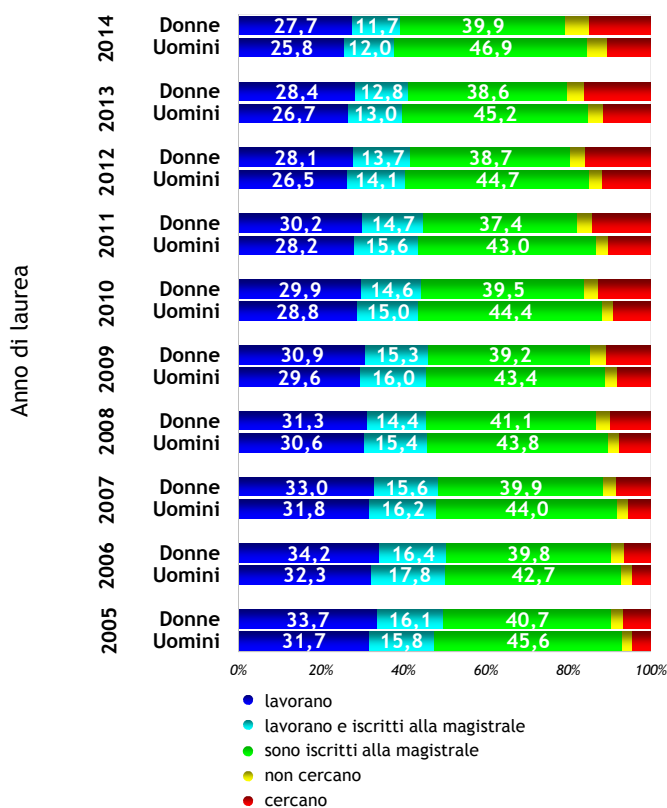 Anno di laurea
2014
Donne 27,7 11,7 39,9
Uomini 25,8 12,0 46,9
2013
Donne 28,4 12,8 38,6
Uomini 26,7 13,0 45,2
2012
Donne 28,1 13,7 38,7
Uomini 26,5 14,1 44,7
2011
Donne 30,2 14,7 37,4
Uomini 28,2 15,6 43,0
2010
Donne 29,9 14,6 39,5
Uomini 28,8 15,0 44,4
2009
Donne 30,9 15,3 39,2
Uomini 29,6 16,0 43,4
2008
Donne 31,3 14,4 41,1
Uomini 30,6 15,4 43,8
2007
Donne 33,0 15,6 39,9
Uomini 31,8 16,2 44,0
2006
Donne 34,2 16,4 39,8
Uomini 32,3 17,8 42,7
2005
Donne 33,7 16,1 40,7
Uomini 31,7 15,8 45,6
0% 20% 40% 60% 80% 100%
lavorano
lavorano e iscritti alla magistrale
sono iscritti alla magistrale
non cercano
cercano